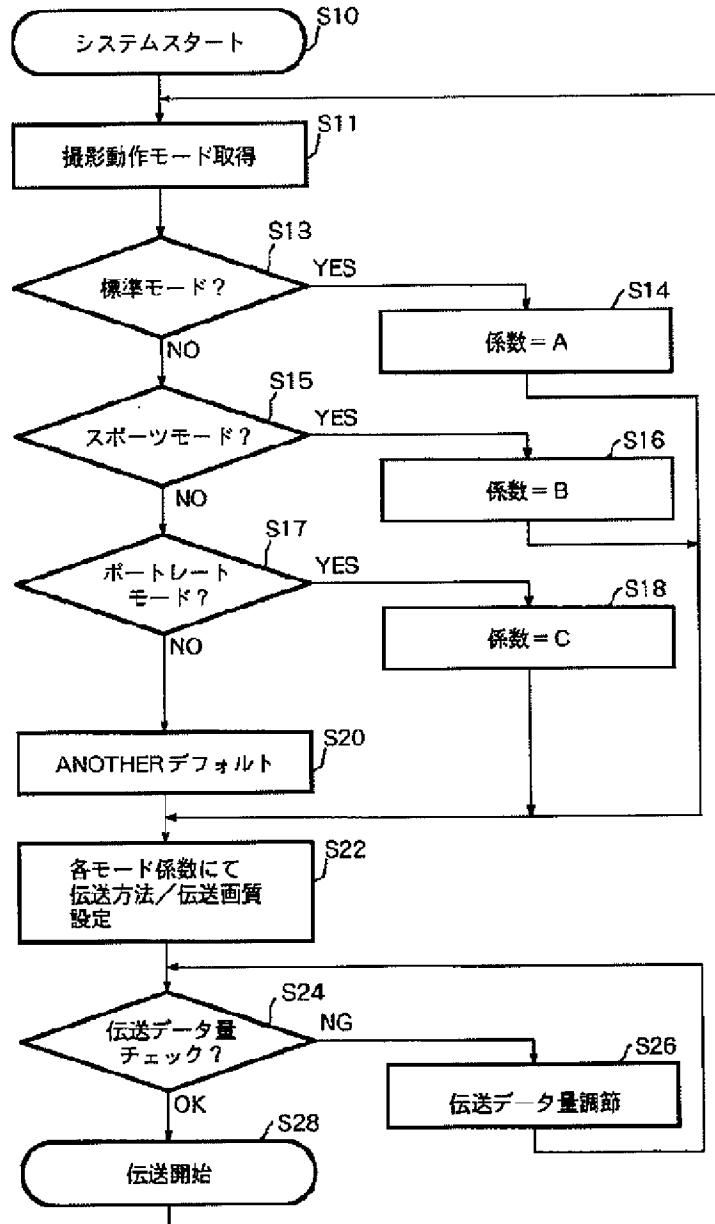 S10
システムスタート
S11
撮影動作モード取得
S13
標準モード？
YES
NO
S14
係数＝A
S15
スポーツモード？
YES
NO
S16
係数＝B
S17
ポートレート
モード？
YES
NO
S18
係数＝C
S20
ANOTHERデフォルト
S22
各モード係数にて
伝送方法／伝送画質
設定
S24
伝送データ量
チェック？
NG
OK
S26
伝送データ量調節
S28
伝送開始